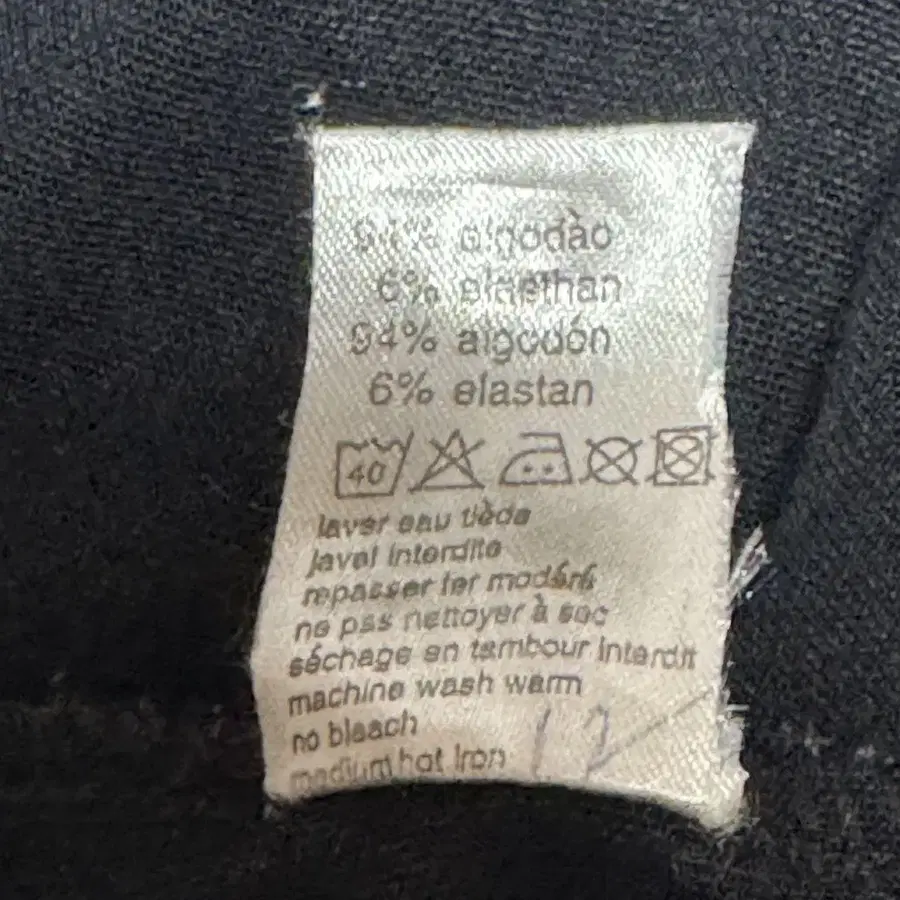 94% algodão
6% elasthan
94% algodón
6% elastan
40
laver eau tiède
javel interdite
repasser fer modéré
ne pas nettoyer à sec
séchage en tambour interdit
machine wash warm
no bleach
medium hot iron
12